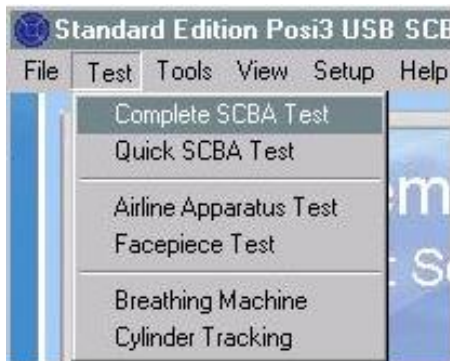 Standard Edition Posi3 USB
File Test Tools View Setup Help
Complete SCBA Test
Quick SCBA Test
Airline Apparatus Test
Facepiece Test
Breathing Machine
Cylinder Tracking